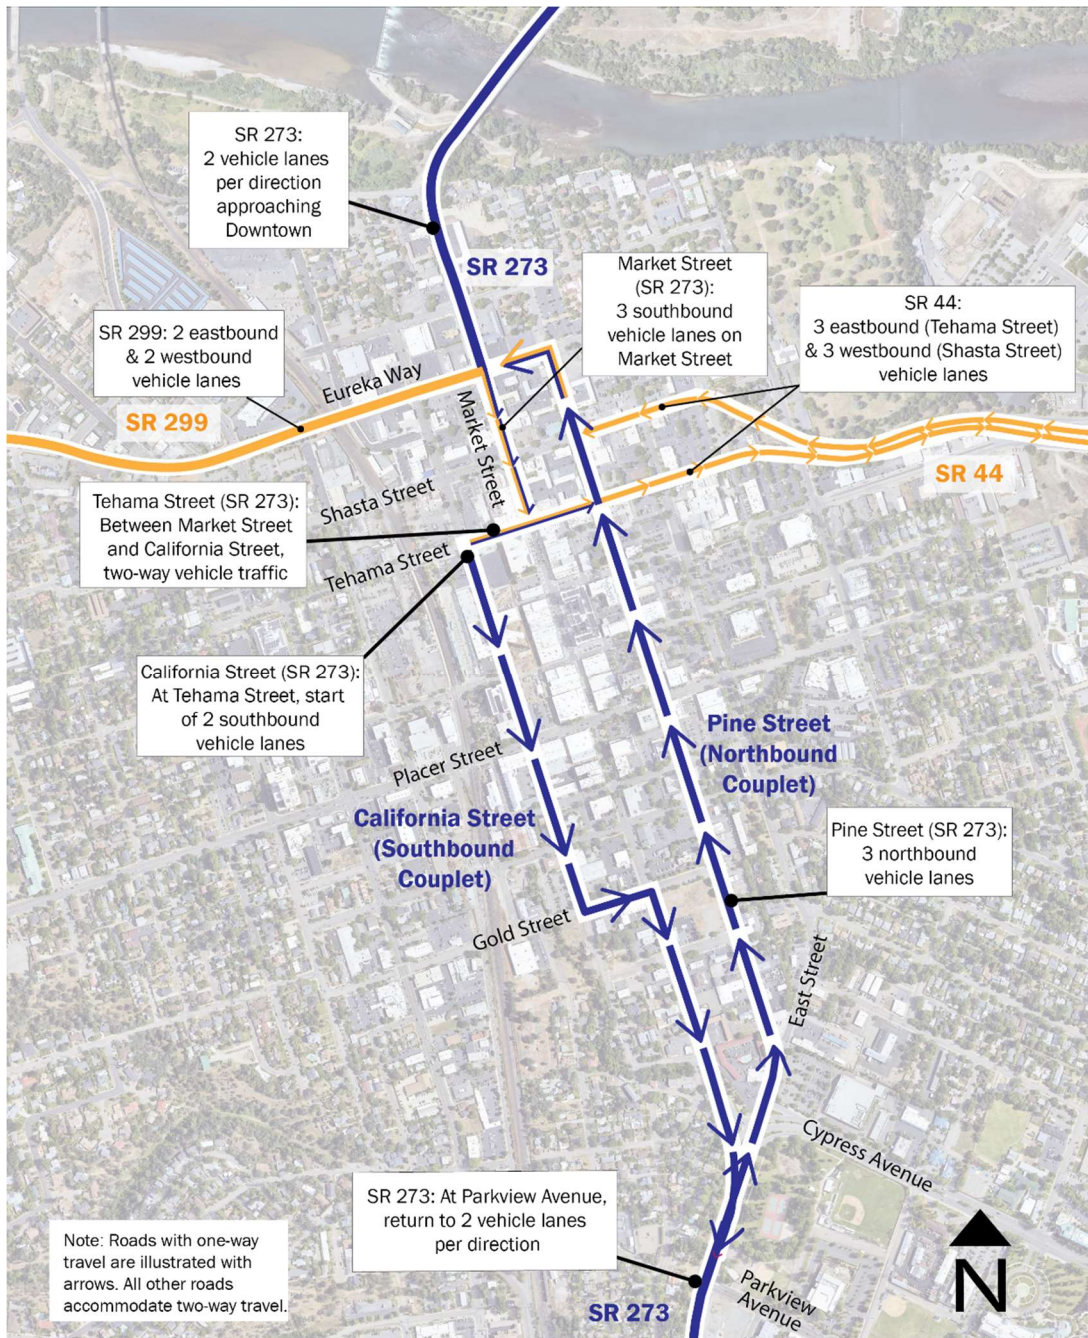 SR 273:
2 vehicle lanes
per direction
approaching
Downtown
SR 273
Market Street
(SR 273):
3 southbound
vehicle lanes on
Market Street
SR 44:
3 eastbound (Tehama Street)
& 3 westbound (Shasta Street)
vehicle lanes
SR 299: 2 eastbound
& 2 westbound
vehicle lanes
Eureka Way
SR 299
Market Street
SR 44
Shasta Street
Tehama Street (SR 273):
Between Market Street
and California Street,
two-way vehicle traffic
Tehama Street
California Street (SR 273):
At Tehama Street, start
of 2 southbound
vehicle lanes
Placer Street
Pine Street
(Northbound
Couplet)
California Street
(Southbound
Couplet)
Pine Street (SR 273):
3 northbound
vehicle lanes
Gold Street
East Street
Cypress Avenue
SR 273: At Parkview Avenue,
return to 2 vehicle lanes
per direction
Note: Roads with one-way
travel are illustrated with
arrows. All other roads
accommodate two-way travel.
SR 273
Parkview
Avenue
N